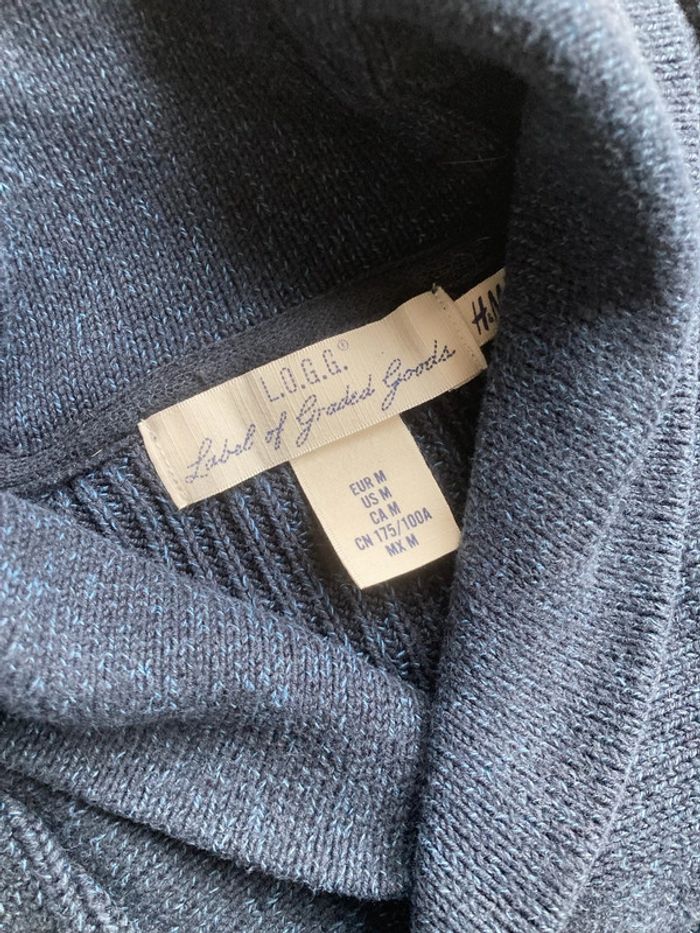 L.O.G.G.®
Label of Graded Goods
H&M
EUR M
US M
CA M
CN 175/100A
MX M